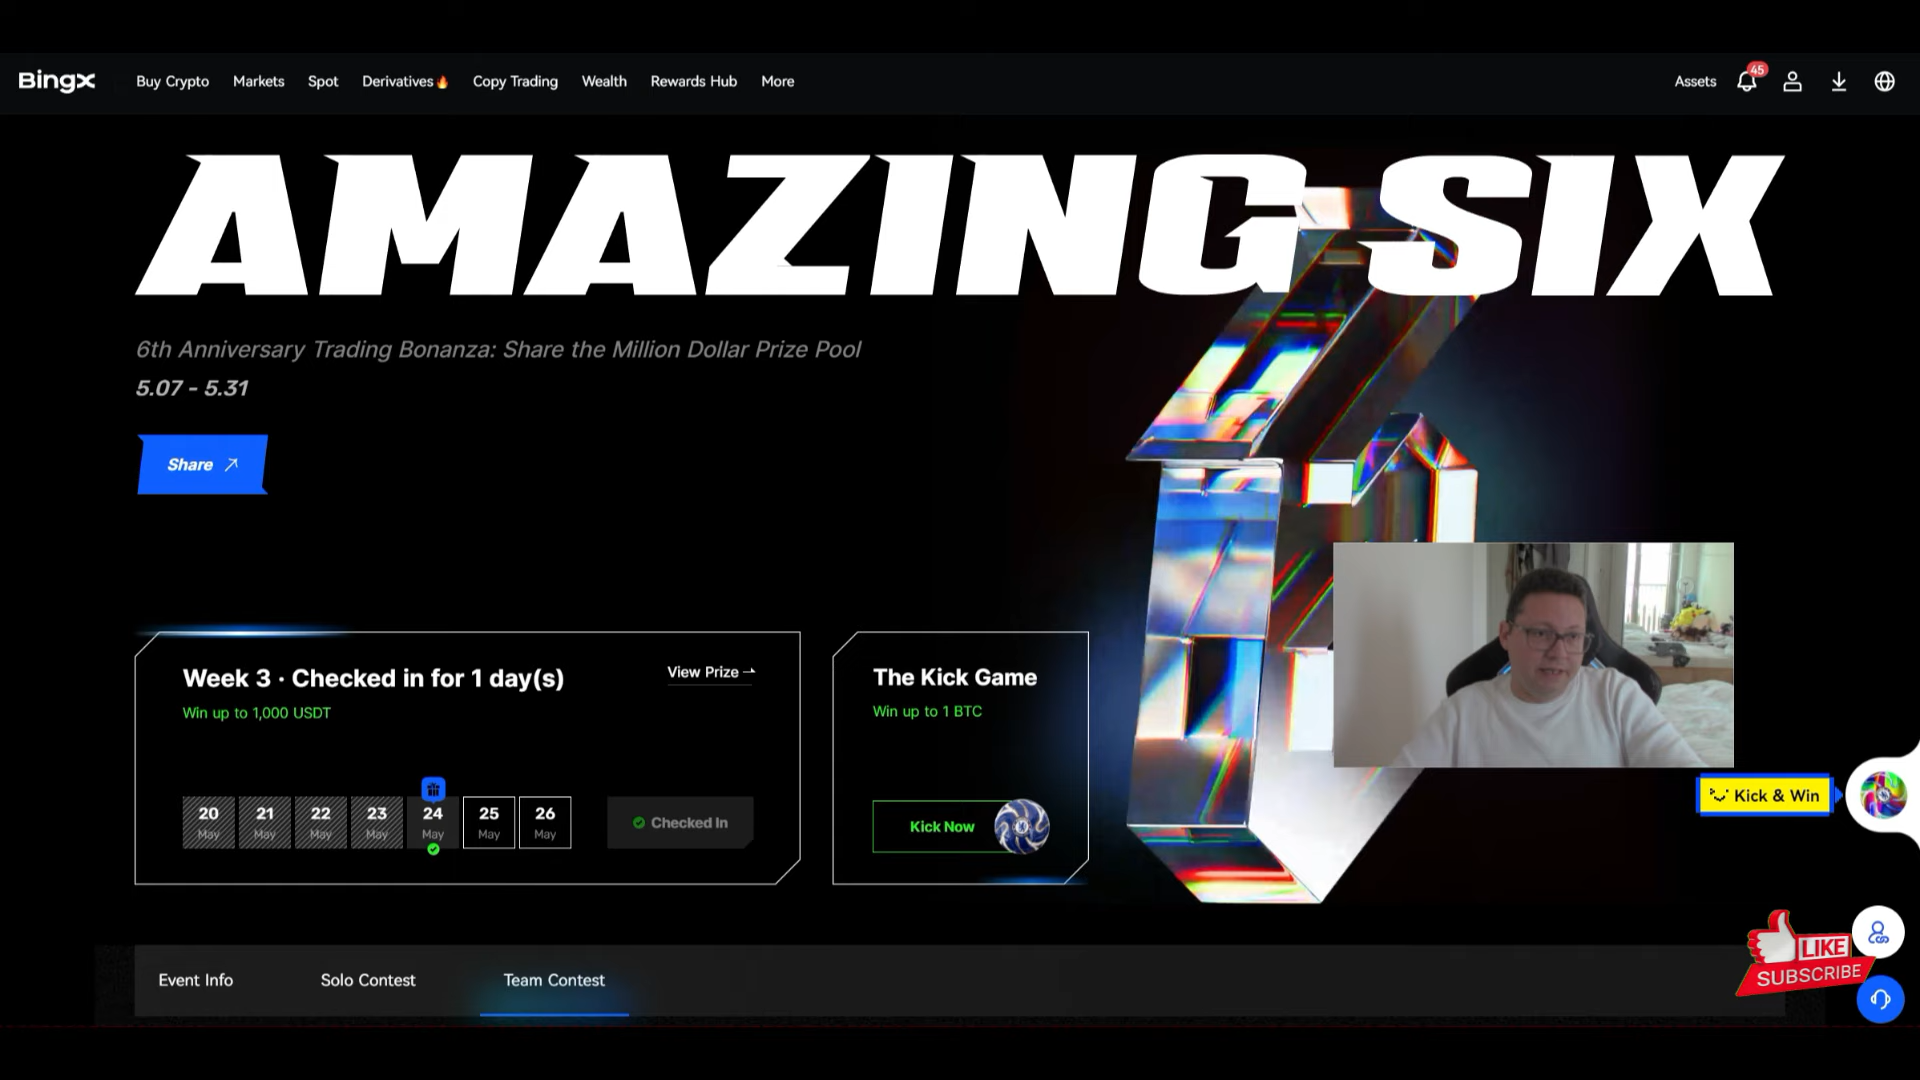 BingX
Buy Crypto
Markets
Spot
Derivatives
Copy Trading
Wealth
Rewards Hub
More
Assets
45
AMAZING SIX
6th Anniversary Trading Bonanza: Share the Million Dollar Prize Pool
5.07 - 5.31
Share
Week 3 · Checked in for 1 day(s)
View Prize
Win up to 1,000 USDT
20 May
21 May
22 May
23 May
24 May
25 May
26 May
Checked In
The Kick Game
Win up to 1 BTC
Kick Now
Kick & Win
LIKE
SUBSCRIBE
Event Info
Solo Contest
Team Contest